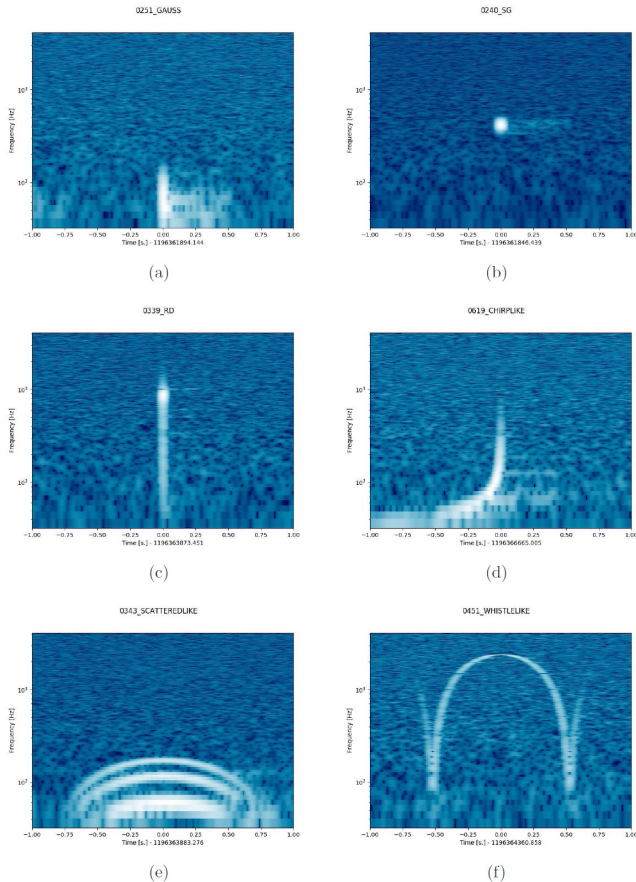 0251_GAUSS
Frequency [Hz]
10³
10²
−1.00 −0.75 −0.50 −0.25 0.00 0.25 0.50 0.75 1.00
Time [s.] - 1196361894.144
(a)
0240_SG
Frequency [Hz]
10³
10²
−1.00 −0.75 −0.50 −0.25 0.00 0.25 0.50 0.75 1.00
Time [s.] - 1196361846.439
(b)
0339_RD
Frequency [Hz]
10³
10²
−1.00 −0.75 −0.50 −0.25 0.00 0.25 0.50 0.75 1.00
Time [s.] - 1196363873.451
(c)
0619_CHIRPLIKE
Frequency [Hz]
10³
10²
−1.00 −0.75 −0.50 −0.25 0.00 0.25 0.50 0.75 1.00
Time [s.] - 1196366665.005
(d)
0343_SCATTEREDLIKE
Frequency [Hz]
10³
10²
−1.00 −0.75 −0.50 −0.25 0.00 0.25 0.50 0.75 1.00
Time [s.] - 1196363883.276
(e)
0451_WHISTLELIKE
Frequency [Hz]
10³
10²
−1.00 −0.75 −0.50 −0.25 0.00 0.25 0.50 0.75 1.00
Time [s.] - 1196364360.858
(f)